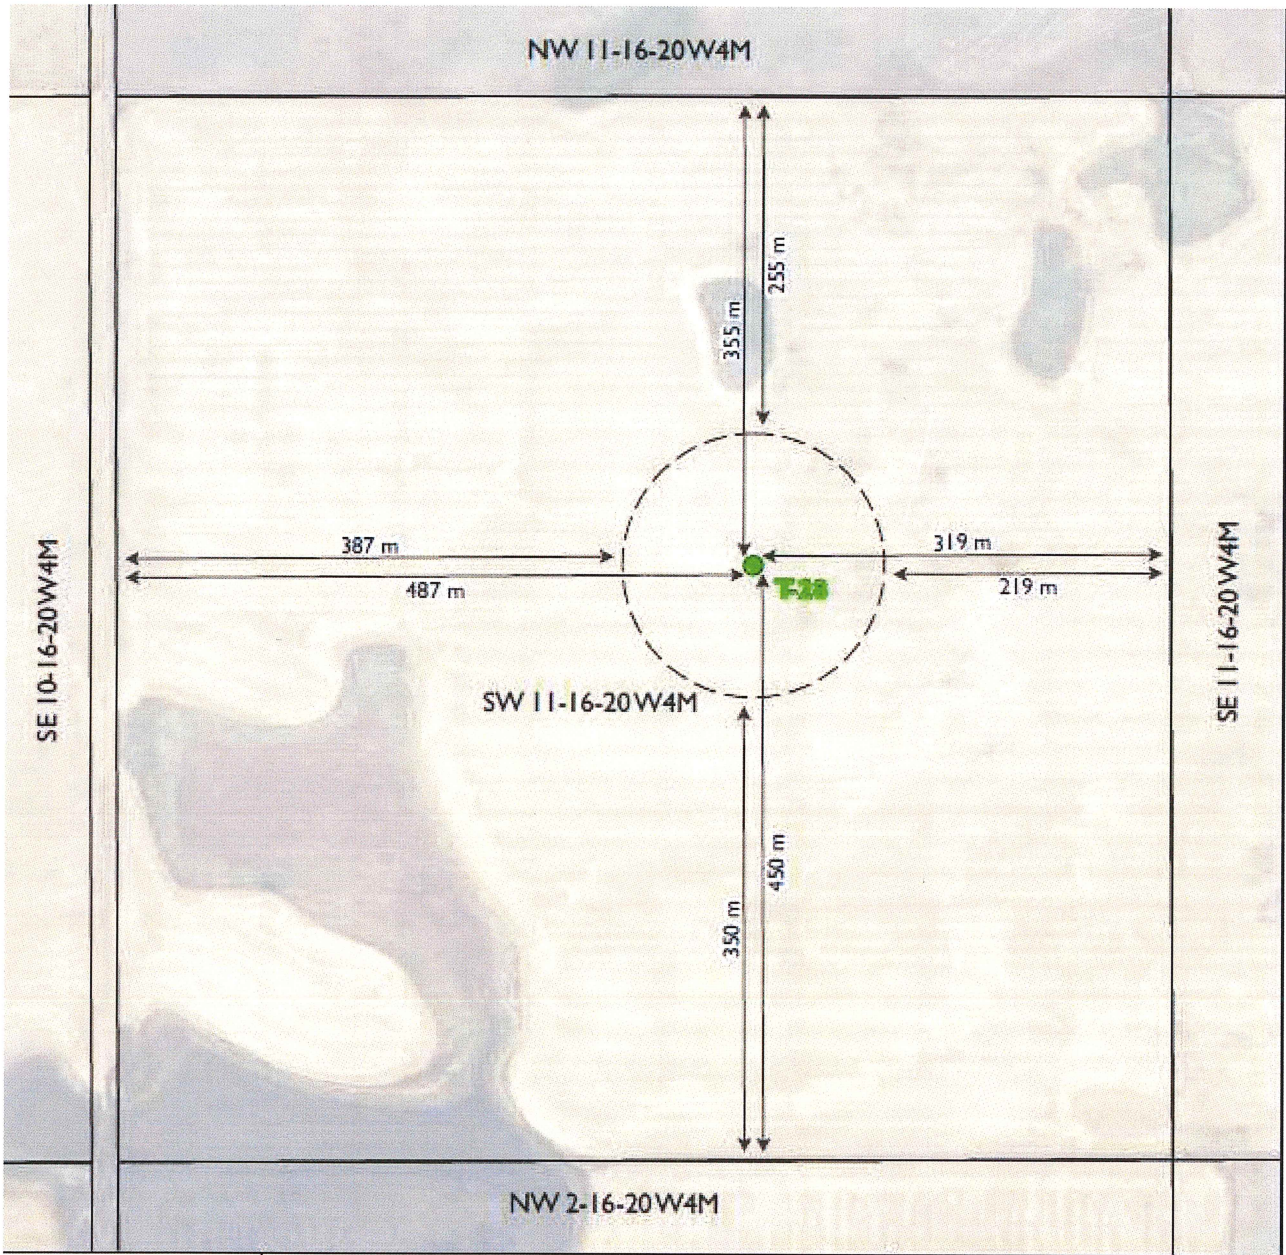 NW 11-16-20W4M
255 m
355 m
SE 10-16-20W4M
387 m
319 m
487 m
T-28
219 m
SE 11-16-20W4M
SW 11-16-20W4M
450 m
350 m
NW 2-16-20W4M